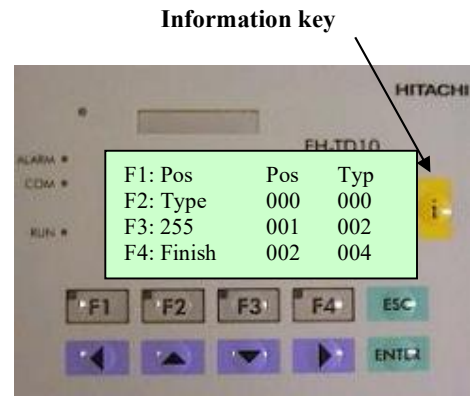 Information key
HITACHI
EH-TD10
ALARM
COM
RUN
F1: Pos Pos Typ
F2: Type 000 000
F3: 255 001 002
F4: Finish 002 004
i
F1 F2 F3 F4 ESC
ENTER